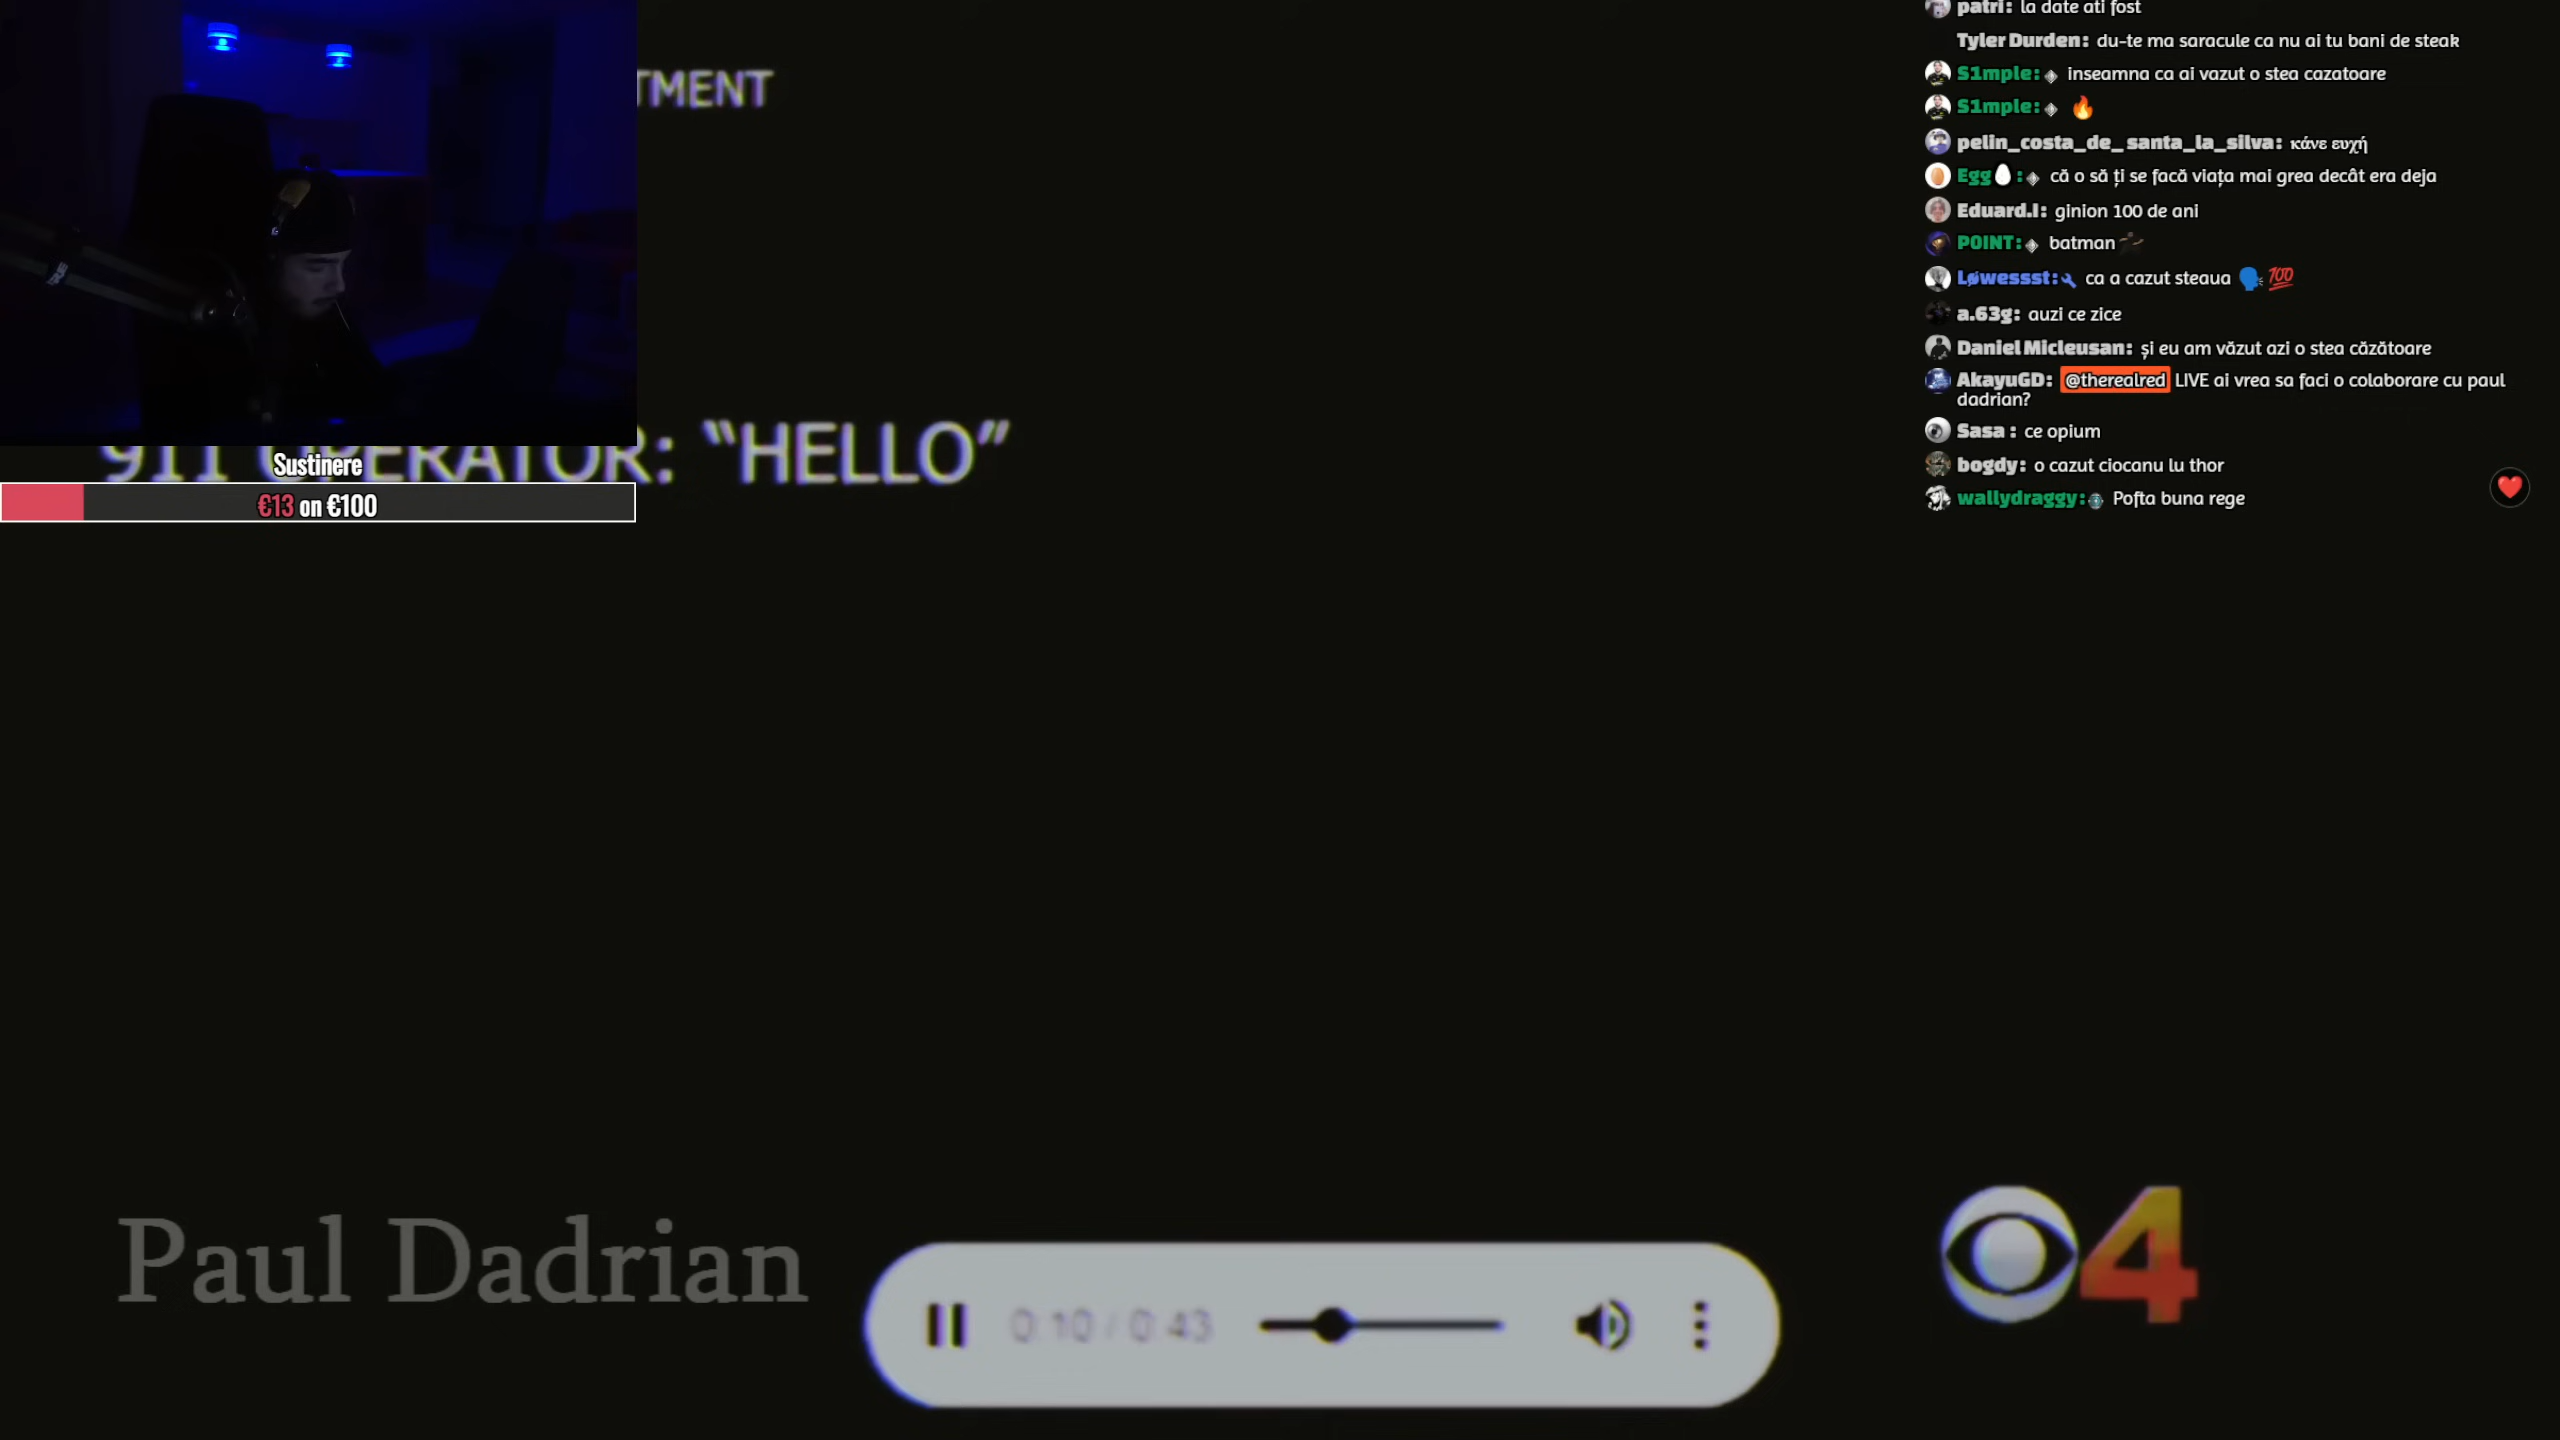 TMENT
911 OPERATOR: “HELLO”
Sustinere
€13 on €100
patri: la date ati fost
Tyler Durden: du-te ma saracule ca nu ai tu bani de steak
S1mple: inseamna ca ai vazut o stea cazatoare
S1mple: 🔥
pelin_costa_de_santa_la_silva: κάνε ευχή
Egg🥚: că o să ți se facă viața mai grea decât era deja
Eduard.I: ginion 100 de ani
P0INT: batman
Løwessst: ca a cazut steaua 🗣️ 💯
a.63g: auzi ce zice
Daniel Micleusan: și eu am văzut azi o stea căzătoare
AkayuGD: @therealred LIVE ai vrea sa faci o colaborare cu paul
dadrian?
Sasa : ce opium
bogdy: o cazut ciocanu lu thor
wallydraggy: Pofta buna rege
Paul Dadrian
0:10 / 0:43
4